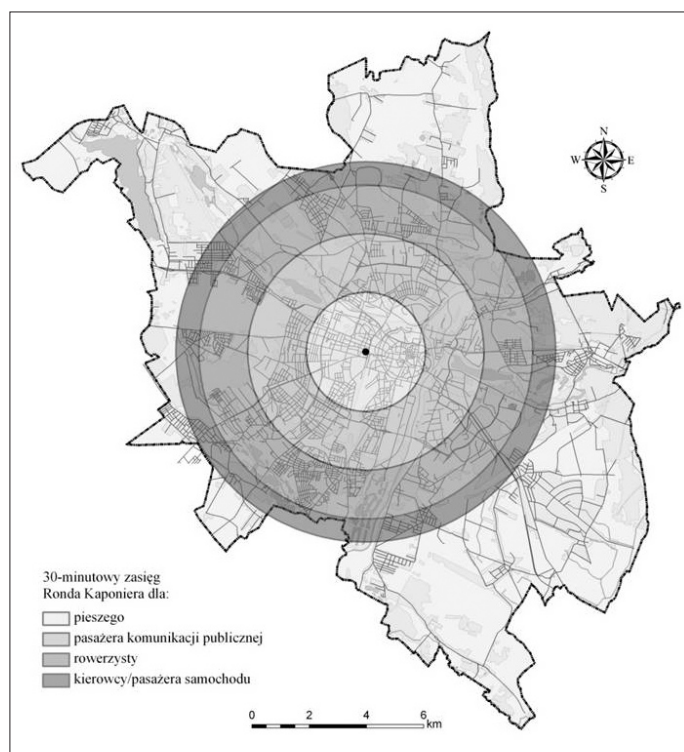 N
W E
S
30-minutowy zasięg
Ronda Kaponiera dla:
pieszego
pasażera komunikacji publicznej
rowerzysty
kierowcy/pasażera samochodu
0 2 4 6
km